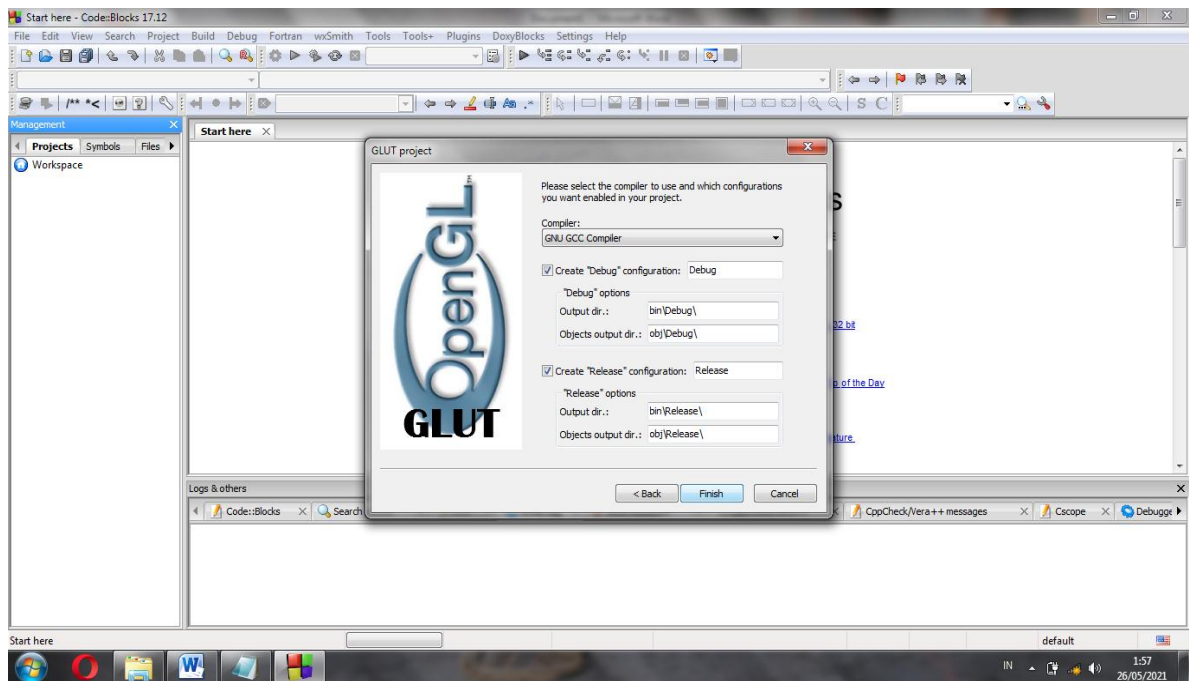 Start here - Code::Blocks 17.12
File Edit View Search Project Build Debug Fortran wxSmith Tools Tools+ Plugins DoxyBlocks Settings Help
/** *<
S C
Management
Start here
Projects Symbols Files
Workspace
GLUT project
OpenGL
GLUT
Please select the compiler to use and which configurations
you want enabled in your project.
Compiler:
GNU GCC Compiler
Create "Debug" configuration: Debug
"Debug" options
Output dir.: bin\Debug\
Objects output dir.: obj\Debug\
Create "Release" configuration: Release
"Release" options
Output dir.: bin\Release\
Objects output dir.: obj\Release\
< Back Finish Cancel
s
32 bit
of the Day
Logs & others
Code::Blocks Search CppCheck/Vera++ messages Cscope Debugge
Start here default
IN 1:57
26/05/2021